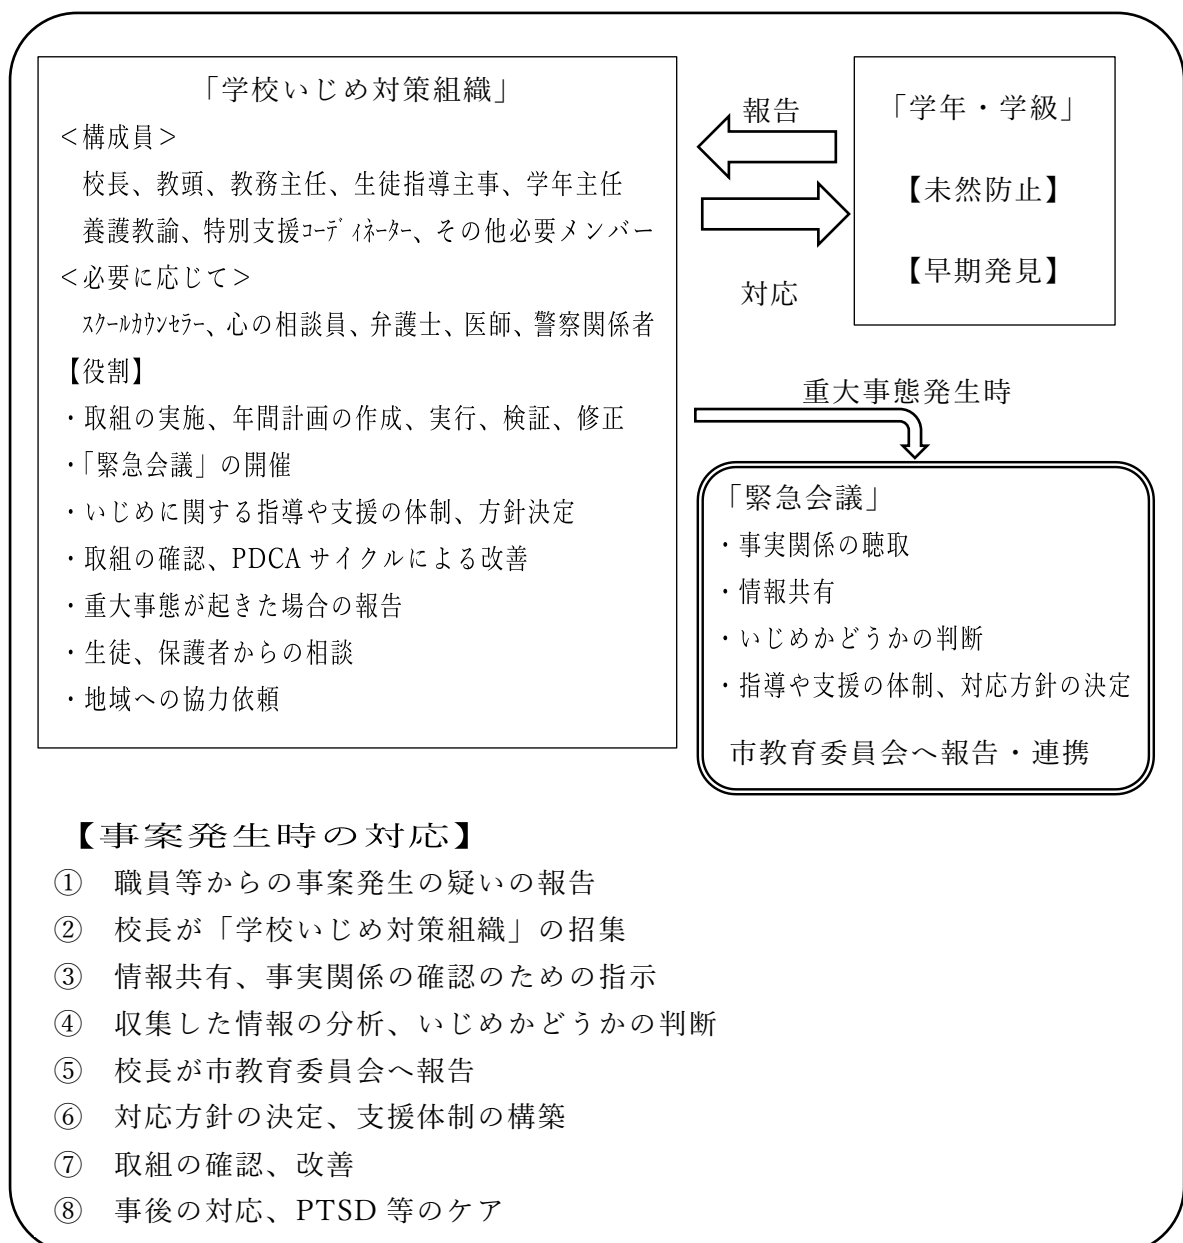 「学校いじめ対策組織」
＜構成員＞
校長、教頭、教務主任、生徒指導主事、学年主任
養護教諭、特別支援ｺｰﾃﾞｨﾈｰﾀｰ、その他必要メンバー
＜必要に応じて＞
ｽｸｰﾙｶｳﾝｾﾗｰ、心の相談員、弁護士、医師、警察関係者
【役割】
・取組の実施、年間計画の作成、実行、検証、修正
・「緊急会議」の開催
・いじめに関する指導や支援の体制、方針決定
・取組の確認、PDCA サイクルによる改善
・重大事態が起きた場合の報告
・生徒、保護者からの相談
・地域への協力依頼
報告
対応
「学年・学級」
【未然防止】
【早期発見】
重大事態発生時
「緊急会議」
・事実関係の聴取
・情報共有
・いじめかどうかの判断
・指導や支援の体制、対応方針の決定
市教育委員会へ報告・連携
【事案発生時の対応】
① 職員等からの事案発生の疑いの報告
② 校長が「学校いじめ対策組織」の招集
③ 情報共有、事実関係の確認のための指示
④ 収集した情報の分析、いじめかどうかの判断
⑤ 校長が市教育委員会へ報告
⑥ 対応方針の決定、支援体制の構築
⑦ 取組の確認、改善
⑧ 事後の対応、PTSD 等のケア